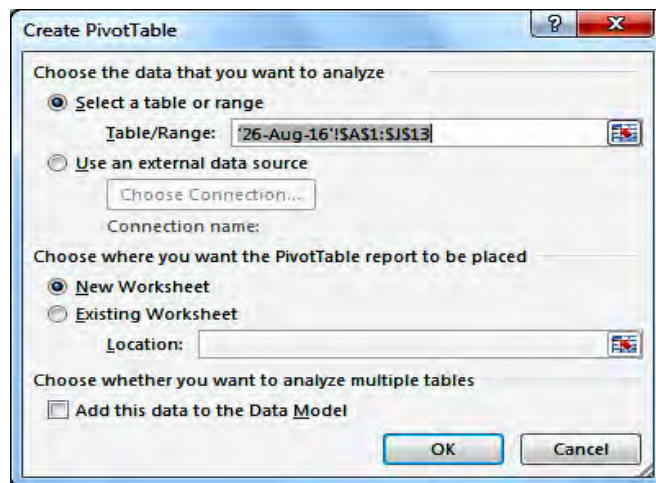 Create PivotTable
?
Choose the data that you want to analyze
Select a table or range
Table/Range: '26-Aug-16'!$A$1:$J$13
Use an external data source
Choose Connection...
Connection name:
Choose where you want the PivotTable report to be placed
New Worksheet
Existing Worksheet
Location:
Choose whether you want to analyze multiple tables
Add this data to the Data Model
OK Cancel